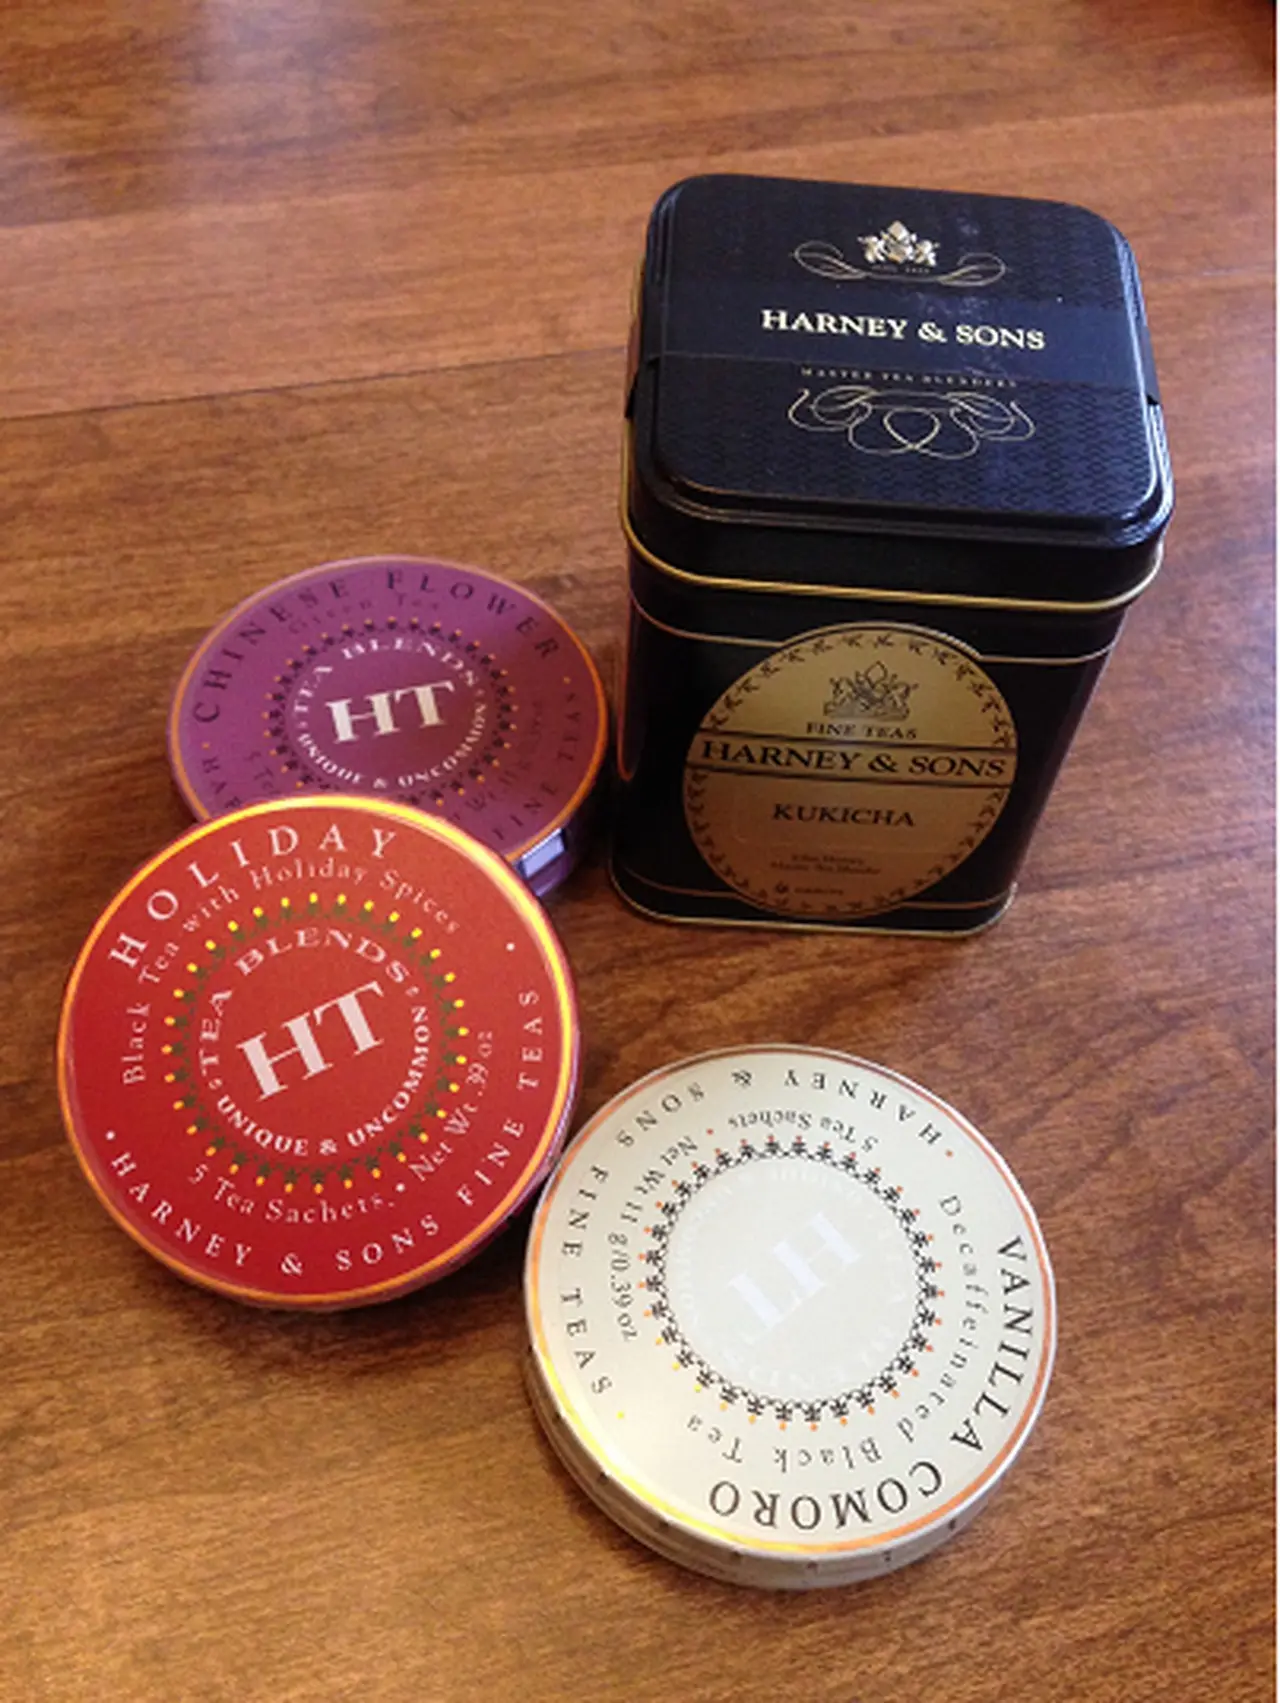 HARNEY & SONS
MASTER TEA BLENDERS
FINE TEAS
HARNEY & SONS
KUKICHA
CHINESE FLOWER
Green Tea
TEA BLENDS
HT
UNIQUE & UNCOMMON
FINE TEAS
HOLIDAY
Black Tea with Holiday Spices
TEA BLENDS
HT
UNIQUE & UNCOMMON
5 Tea Sachets • Net Wt .39 oz
HARNEY & SONS FINE TEAS
VANILLA COMORO
Decaffeinated Black Tea
HT
5 Tea Sachets • Net Wt 11 g/0.39 oz
HARNEY & SONS FINE TEAS